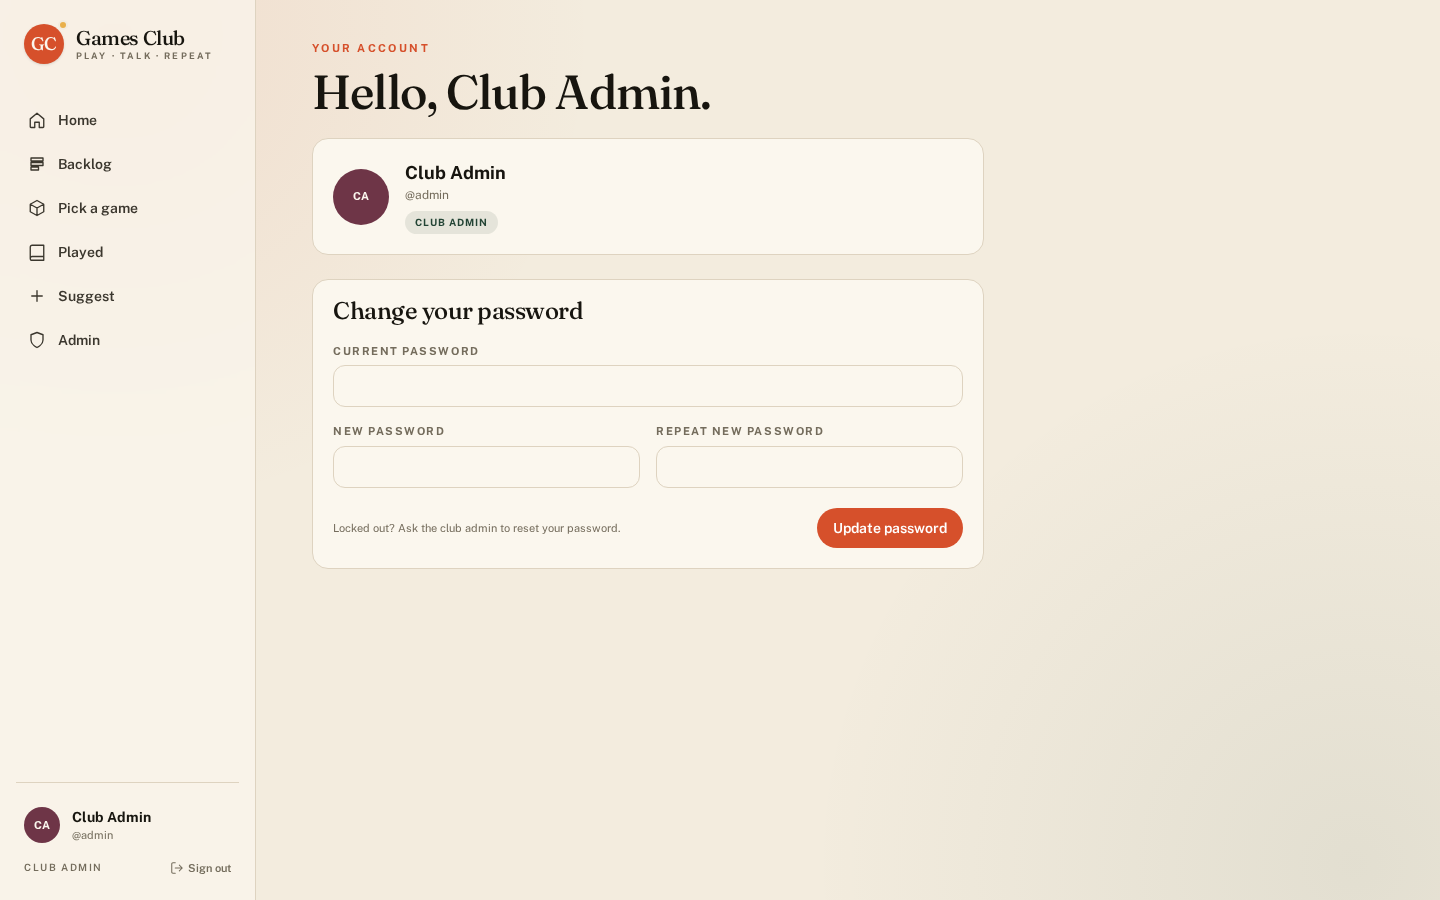 GC
Games Club
PLAY · TALK · REPEAT
Home
Backlog
Pick a game
Played
Suggest
Admin
CA
Club Admin
@admin
CLUB ADMIN
Sign out
YOUR ACCOUNT
Hello, Club Admin.
CA
Club Admin
@admin
CLUB ADMIN
Change your password
CURRENT PASSWORD
NEW PASSWORD
REPEAT NEW PASSWORD
Locked out? Ask the club admin to reset your password.
Update password